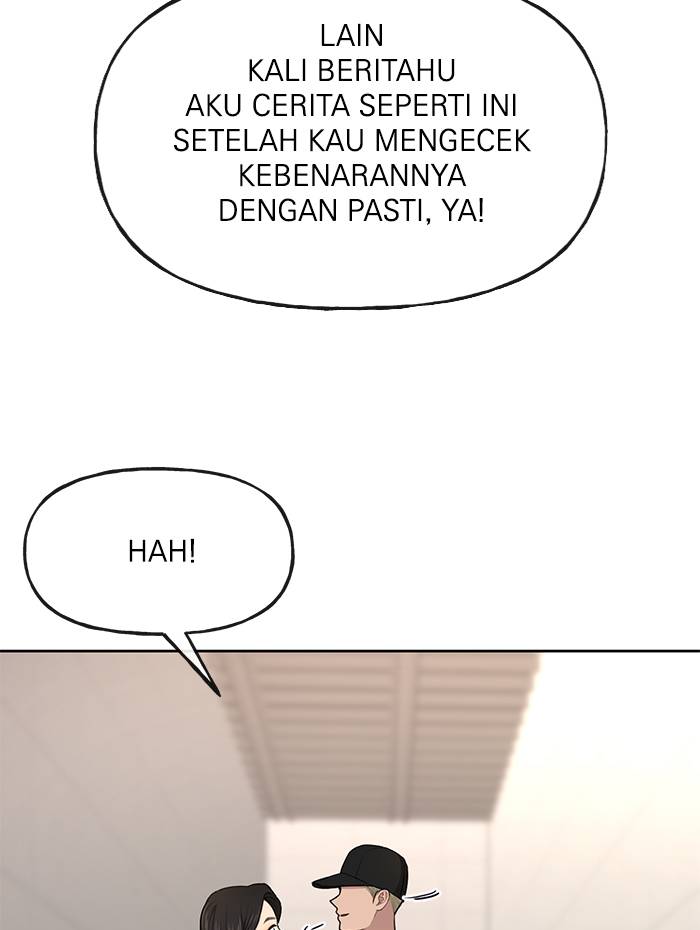 LAIN
KALI BERITAHU
AKU CERITA SEPERTI INI
SETELAH KAU MENGECEK
KEBENARANNYA
DENGAN PASTI, YA!
HAH!